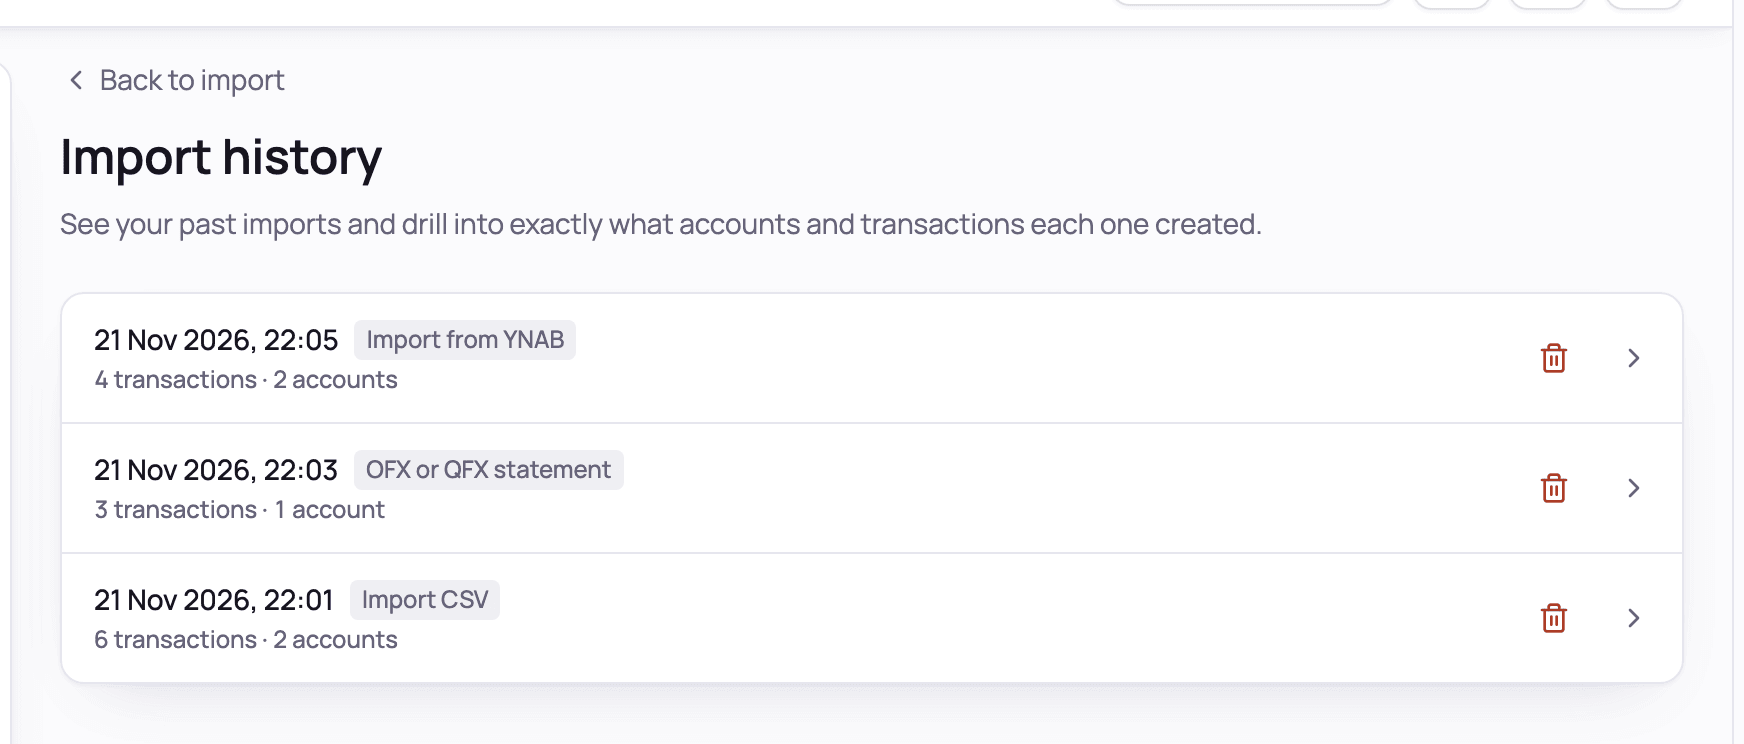 Back to import
Import history
See your past imports and drill into exactly what accounts and transactions each one created.
21 Nov 2026, 22:05 Import from YNAB
4 transactions · 2 accounts
21 Nov 2026, 22:03 OFX or QFX statement
3 transactions · 1 account
21 Nov 2026, 22:01 Import CSV
6 transactions · 2 accounts